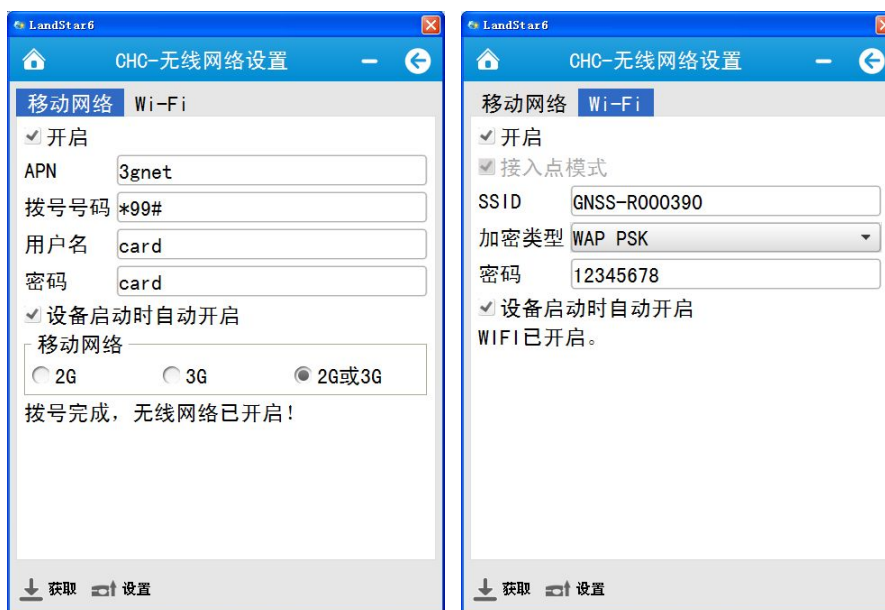 LandStar6
CHC-无线网络设置
移动网络 Wi-Fi
开启
APN 3gnet
拨号号码 *99#
用户名 card
密码 card
设备启动时自动开启
移动网络
2G 3G 2G或3G
拨号完成，无线网络已开启！
获取 设置
LandStar6
CHC-无线网络设置
移动网络 Wi-Fi
开启
接入点模式
SSID GNSS-R000390
加密类型 WAP PSK
密码 12345678
设备启动时自动开启
WIFI已开启。
获取 设置